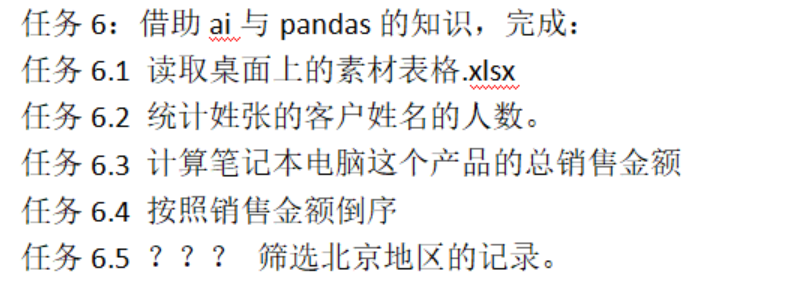 任务 6：借助 ai 与 pandas 的知识，完成：
任务 6.1 读取桌面上的素材表格.xlsx
任务 6.2 统计姓张的客户姓名的人数。
任务 6.3 计算笔记本电脑这个产品的总销售金额
任务 6.4 按照销售金额倒序
任务 6.5 ？？？ 筛选北京地区的记录。